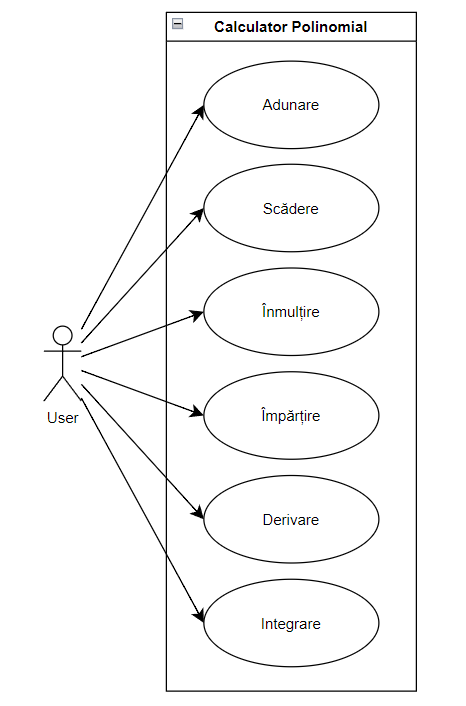 Calculator Polinomial
Adunare
Scădere
Înmulțire
Împărțire
Derivare
Integrare
User